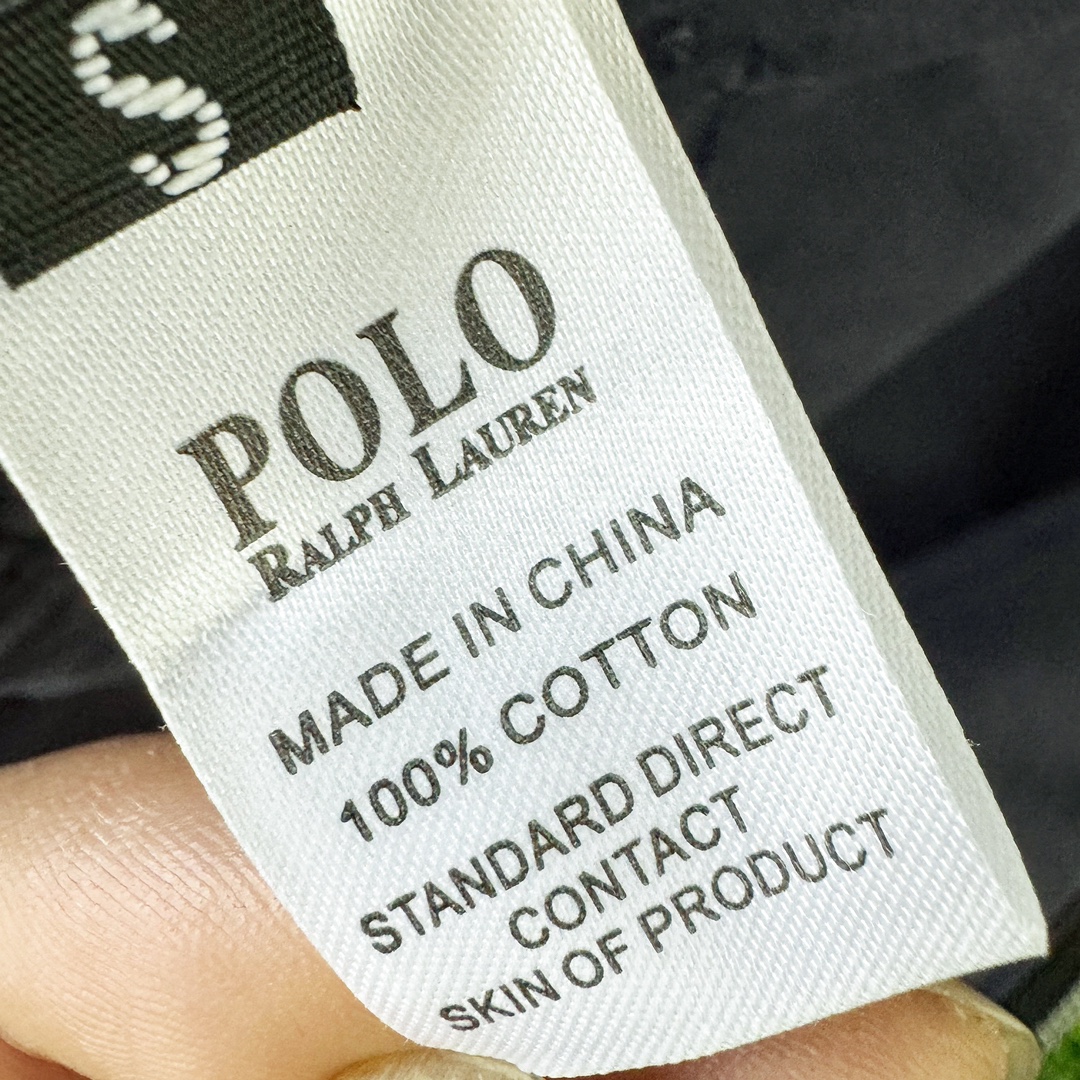 S
POLO
RALPH LAUREN
MADE IN CHINA
100% COTTON
STANDARD DIRECT
CONTACT
SKIN OF PRODUCT